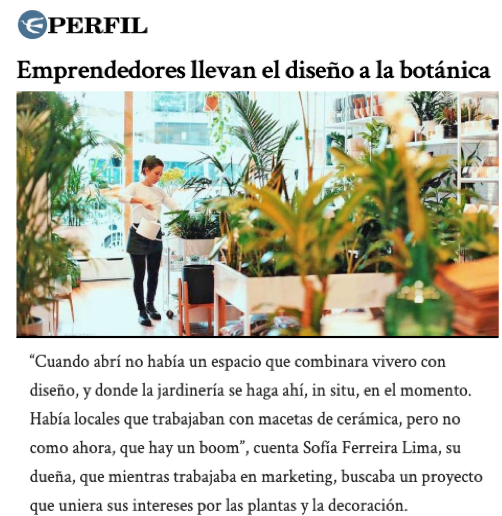 PERFIL
Emprendedores llevan el diseño a la botánica
“Cuando abrí no había un espacio que combinara vivero con
diseño, y donde la jardinería se haga ahí, in situ, en el momento.
Había locales que trabajaban con macetas de cerámica, pero no
como ahora, que hay un boom”, cuenta Sofía Ferreira Lima, su
dueña, que mientras trabajaba en marketing, buscaba un proyecto
que uniera sus intereses por las plantas y la decoración.